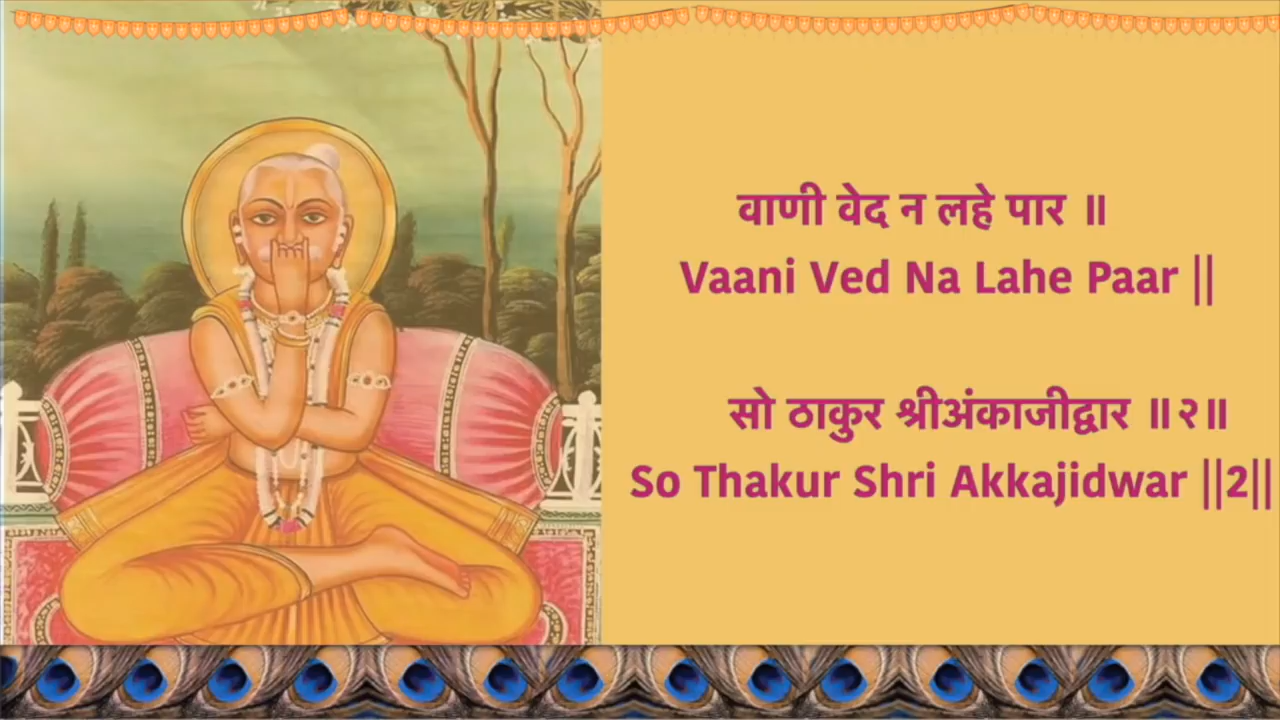 वाणी वेद न लहे पार ॥
Vaani Ved Na Lahe Paar ||
सो ठाकुर श्रीअंकाजीद्वार ॥२॥
So Thakur Shri Akkajidwar ||2||